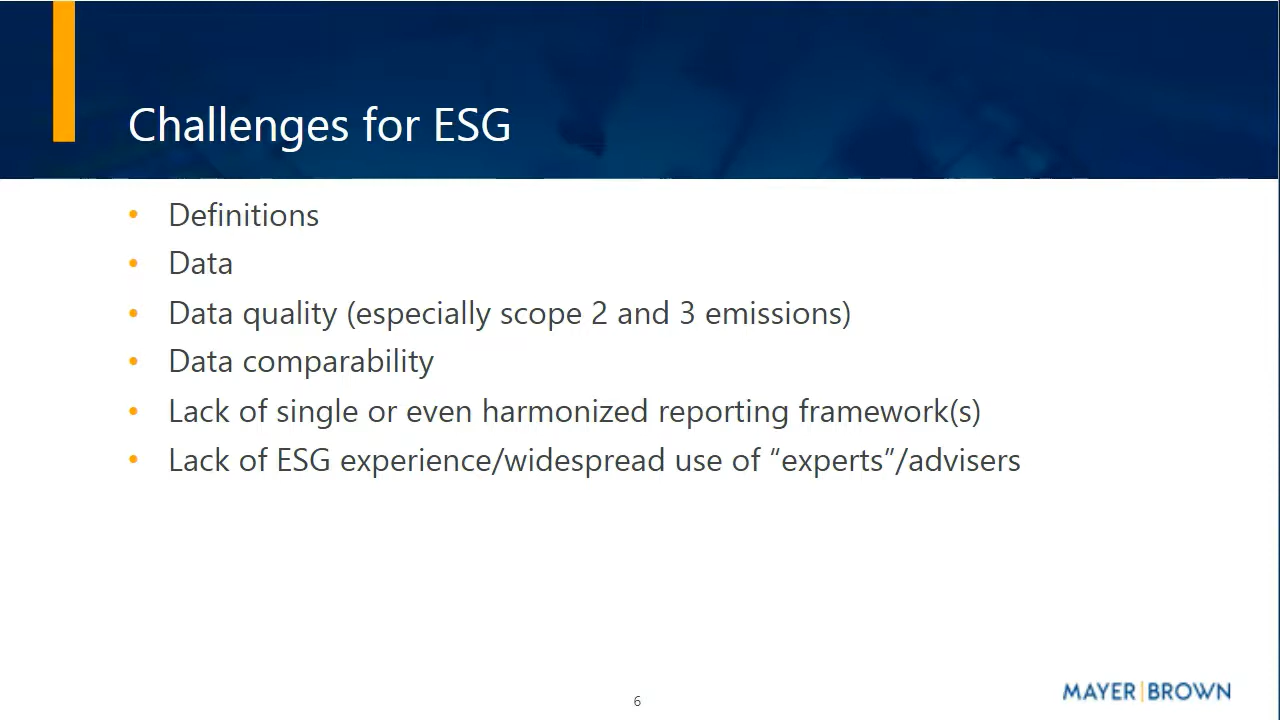 Challenges for ESG
• Definitions
• Data
• Data quality (especially scope 2 and 3 emissions)
• Data comparability
• Lack of single or even harmonized reporting framework(s)
• Lack of ESG experience/widespread use of “experts”/advisers
6
MAYER|BROWN